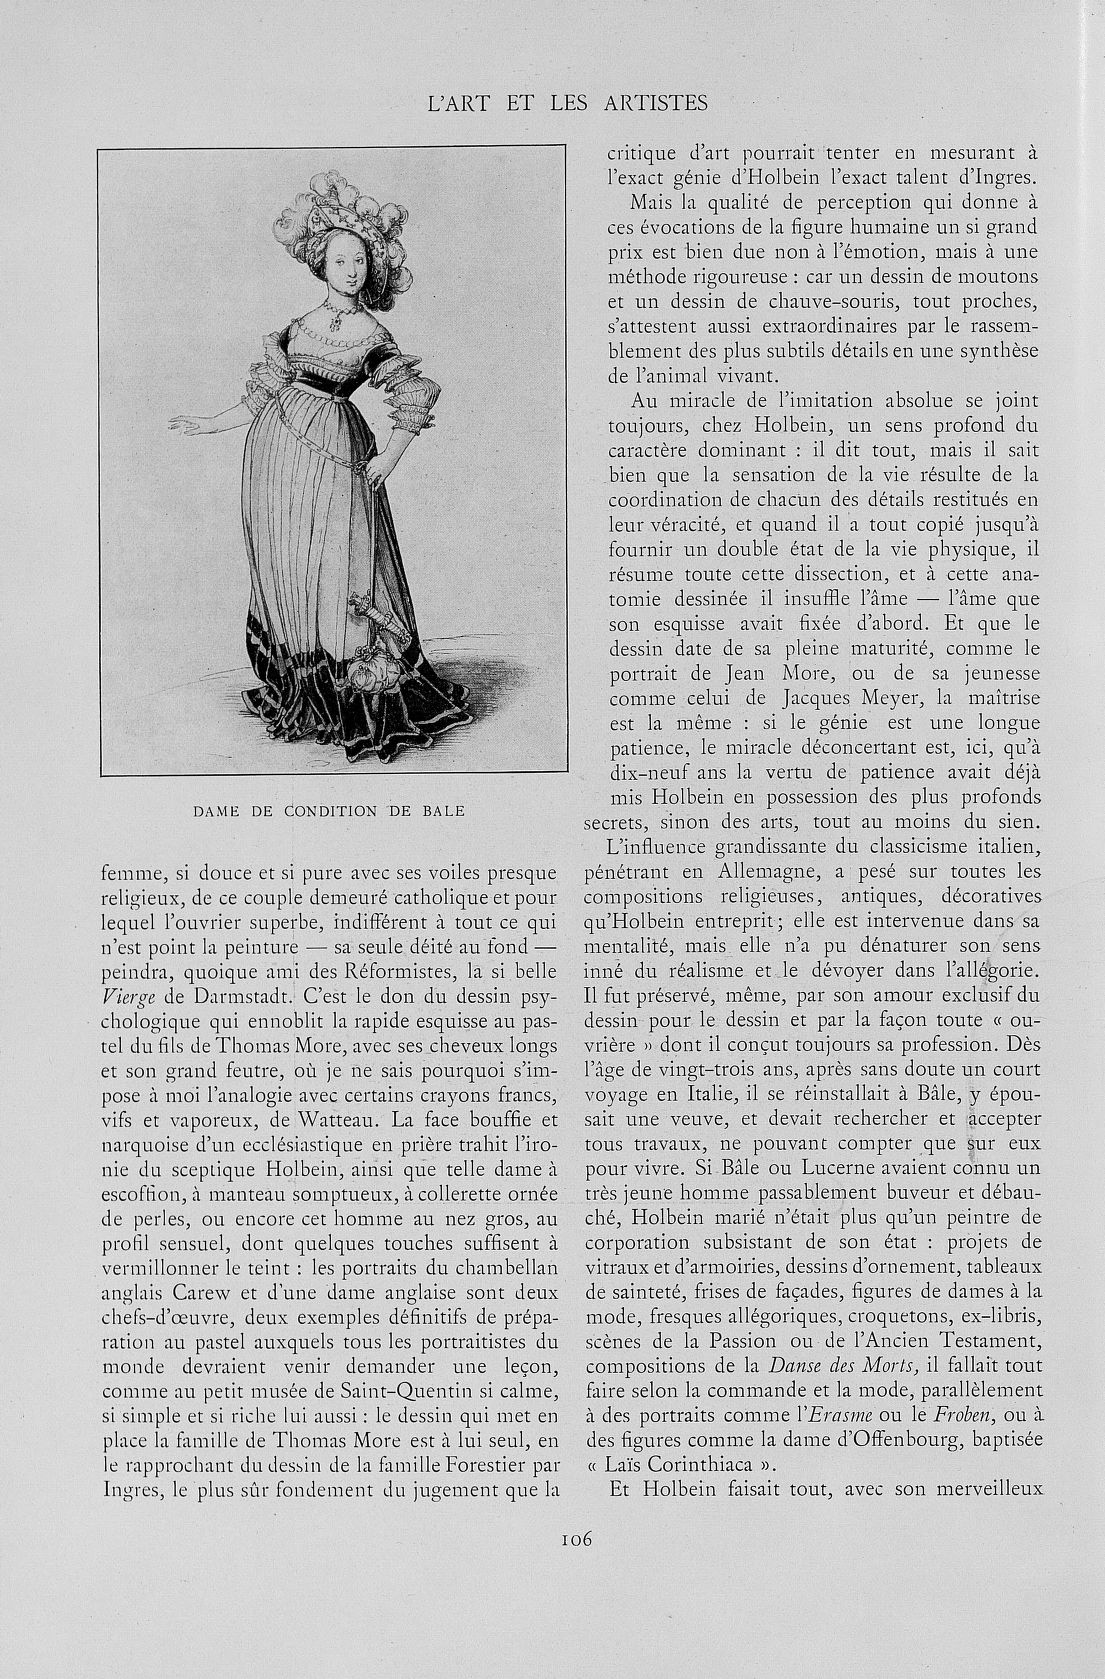 L'ART ET LES ARTISTES
DAME DE CONDITION DE BALE
femme, si douce et si pure avec ses voiles presque
religieux, de ce couple demeuré catholique et pour
lequel l'ouvrier superbe, indifférent à tout ce qui
n'est point la peinture — sa seule déité au fond —
peindra, quoique ami des Réformistes, la si belle
Vierge de Darmstadt. C'est le don du dessin psy-
chologique qui ennoblit la rapide esquisse au pas-
tel du fils de Thomas More, avec ses cheveux longs
et son grand feutre, où je ne sais pourquoi s'im-
pose à moi l'analogie avec certains crayons francs,
vifs et vaporeux, de Watteau. La face bouffie et
narquoise d'un ecclésiastique en prière trahit l'iro-
nie du sceptique Holbein, ainsi que telle dame à
escoffion, à manteau somptueux, à collerette ornée
de perles, ou encore cet homme au nez gros, au
profil sensuel, dont quelques touches suffisent à
vermillonner le teint : les portraits du chambellan
anglais Carew et d'une dame anglaise sont deux
chefs-d'œuvre, deux exemples définitifs de prépa-
ration au pastel auxquels tous les portraitistes du
monde devraient venir demander une leçon,
comme au petit musée de Saint-Quentin si calme,
si simple et si riche lui aussi : le dessin qui met en
place la famille de Thomas More est à lui seul, en
le rapprochant du dessin de la famille Forestier par
Ingres, le plus sûr fondement du jugement que la
critique d'art pourrait tenter en mesurant à
l'exact génie d'Holbein l'exact talent d'Ingres.
Mais la qualité de perception qui donne à
ces évocations de la figure humaine un si grand
prix est bien due non à l'émotion, mais à une
méthode rigoureuse : car un dessin de moutons
et un dessin de chauve-souris, tout proches,
s'attestent aussi extraordinaires par le rassem-
blement des plus subtils détails en une synthèse
de l'animal vivant.
Au miracle de l'imitation absolue se joint
toujours, chez Holbein, un sens profond du
caractère dominant : il dit tout, mais il sait
bien que la sensation de la vie résulte de la
coordination de chacun des détails restitués en
leur véracité, et quand il a tout copié jusqu'à
fournir un double état de la vie physique, il
résume toute cette dissection, et à cette ana-
tomie dessinée il insuffle l'âme — l'âme que
son esquisse avait fixée d'abord. Et que le
dessin date de sa pleine maturité, comme le
portrait de Jean More, ou de sa jeunesse
comme celui de Jacques Meyer, la maîtrise
est la même : si le génie est une longue
patience, le miracle déconcertant est, ici, qu'à
dix-neuf ans la vertu de patience avait déjà
mis Holbein en possession des plus profonds
secrets, sinon des arts, tout au moins du sien.
L'influence grandissante du classicisme italien,
pénétrant en Allemagne, a pesé sur toutes les
compositions religieuses, antiques, décoratives
qu'Holbein entreprit ; elle est intervenue dans sa
mentalité, mais elle n'a pu dénaturer son sens
inné du réalisme et le dévoyer dans l'allégorie.
Il fut préservé, même, par son amour exclusif du
dessin pour le dessin et par la façon toute « ou-
vrière » dont il conçut toujours sa profession. Dès
l'âge de vingt-trois ans, après sans doute un court
voyage en Italie, il se réinstallait à Bâle, y épou-
sait une veuve, et devait rechercher et accepter
tous travaux, ne pouvant compter que sur eux
pour vivre. Si Bâle ou Lucerne avaient connu un
très jeune homme passablement buveur et débau-
ché, Holbein marié n'était plus qu'un peintre de
corporation subsistant de son état : projets de
vitraux et d'armoiries, dessins d'ornement, tableaux
de sainteté, frises de façades, figures de dames à la
mode, fresques allégoriques, croquetons, ex-libris,
scènes de la Passion ou de l'Ancien Testament,
compositions de la Danse des Morts, il fallait tout
faire selon la commande et la mode, parallèlement
à des portraits comme l'Erasme ou le Froben, ou à
des figures comme la dame d'Offenbourg, baptisée
« Laïs Corinthiaca ».
Et Holbein faisait tout, avec son merveilleux
106